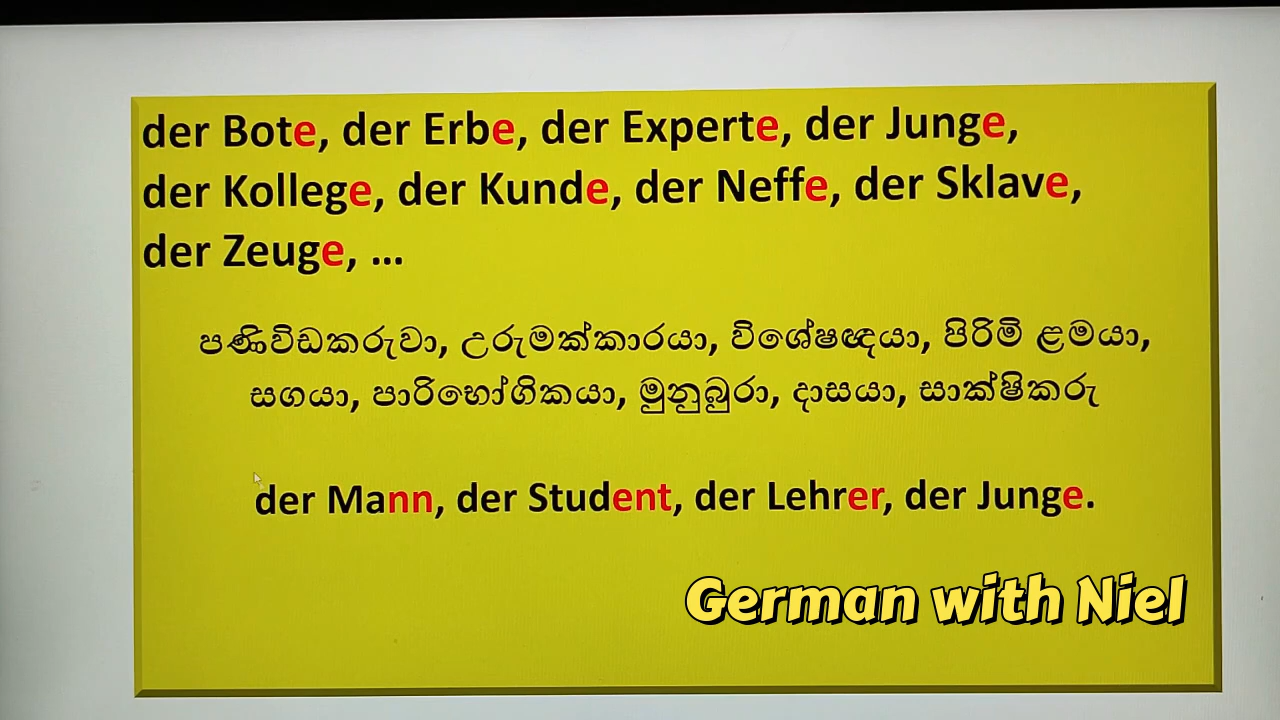 der Bote, der Erbe, der Experte, der Junge,
der Kollege, der Kunde, der Neffe, der Sklave,
der Zeuge, ...
පණිවිඩකරුවා, උරුමක්කාරයා, විශේෂඥයා, පිරිමි ළමයා,
සගයා, පාරිභෝගිකයා, මුනුබුරා, දාසයා, සාක්ෂිකරු
der Mann, der Student, der Lehrer, der Junge.
German with Niel